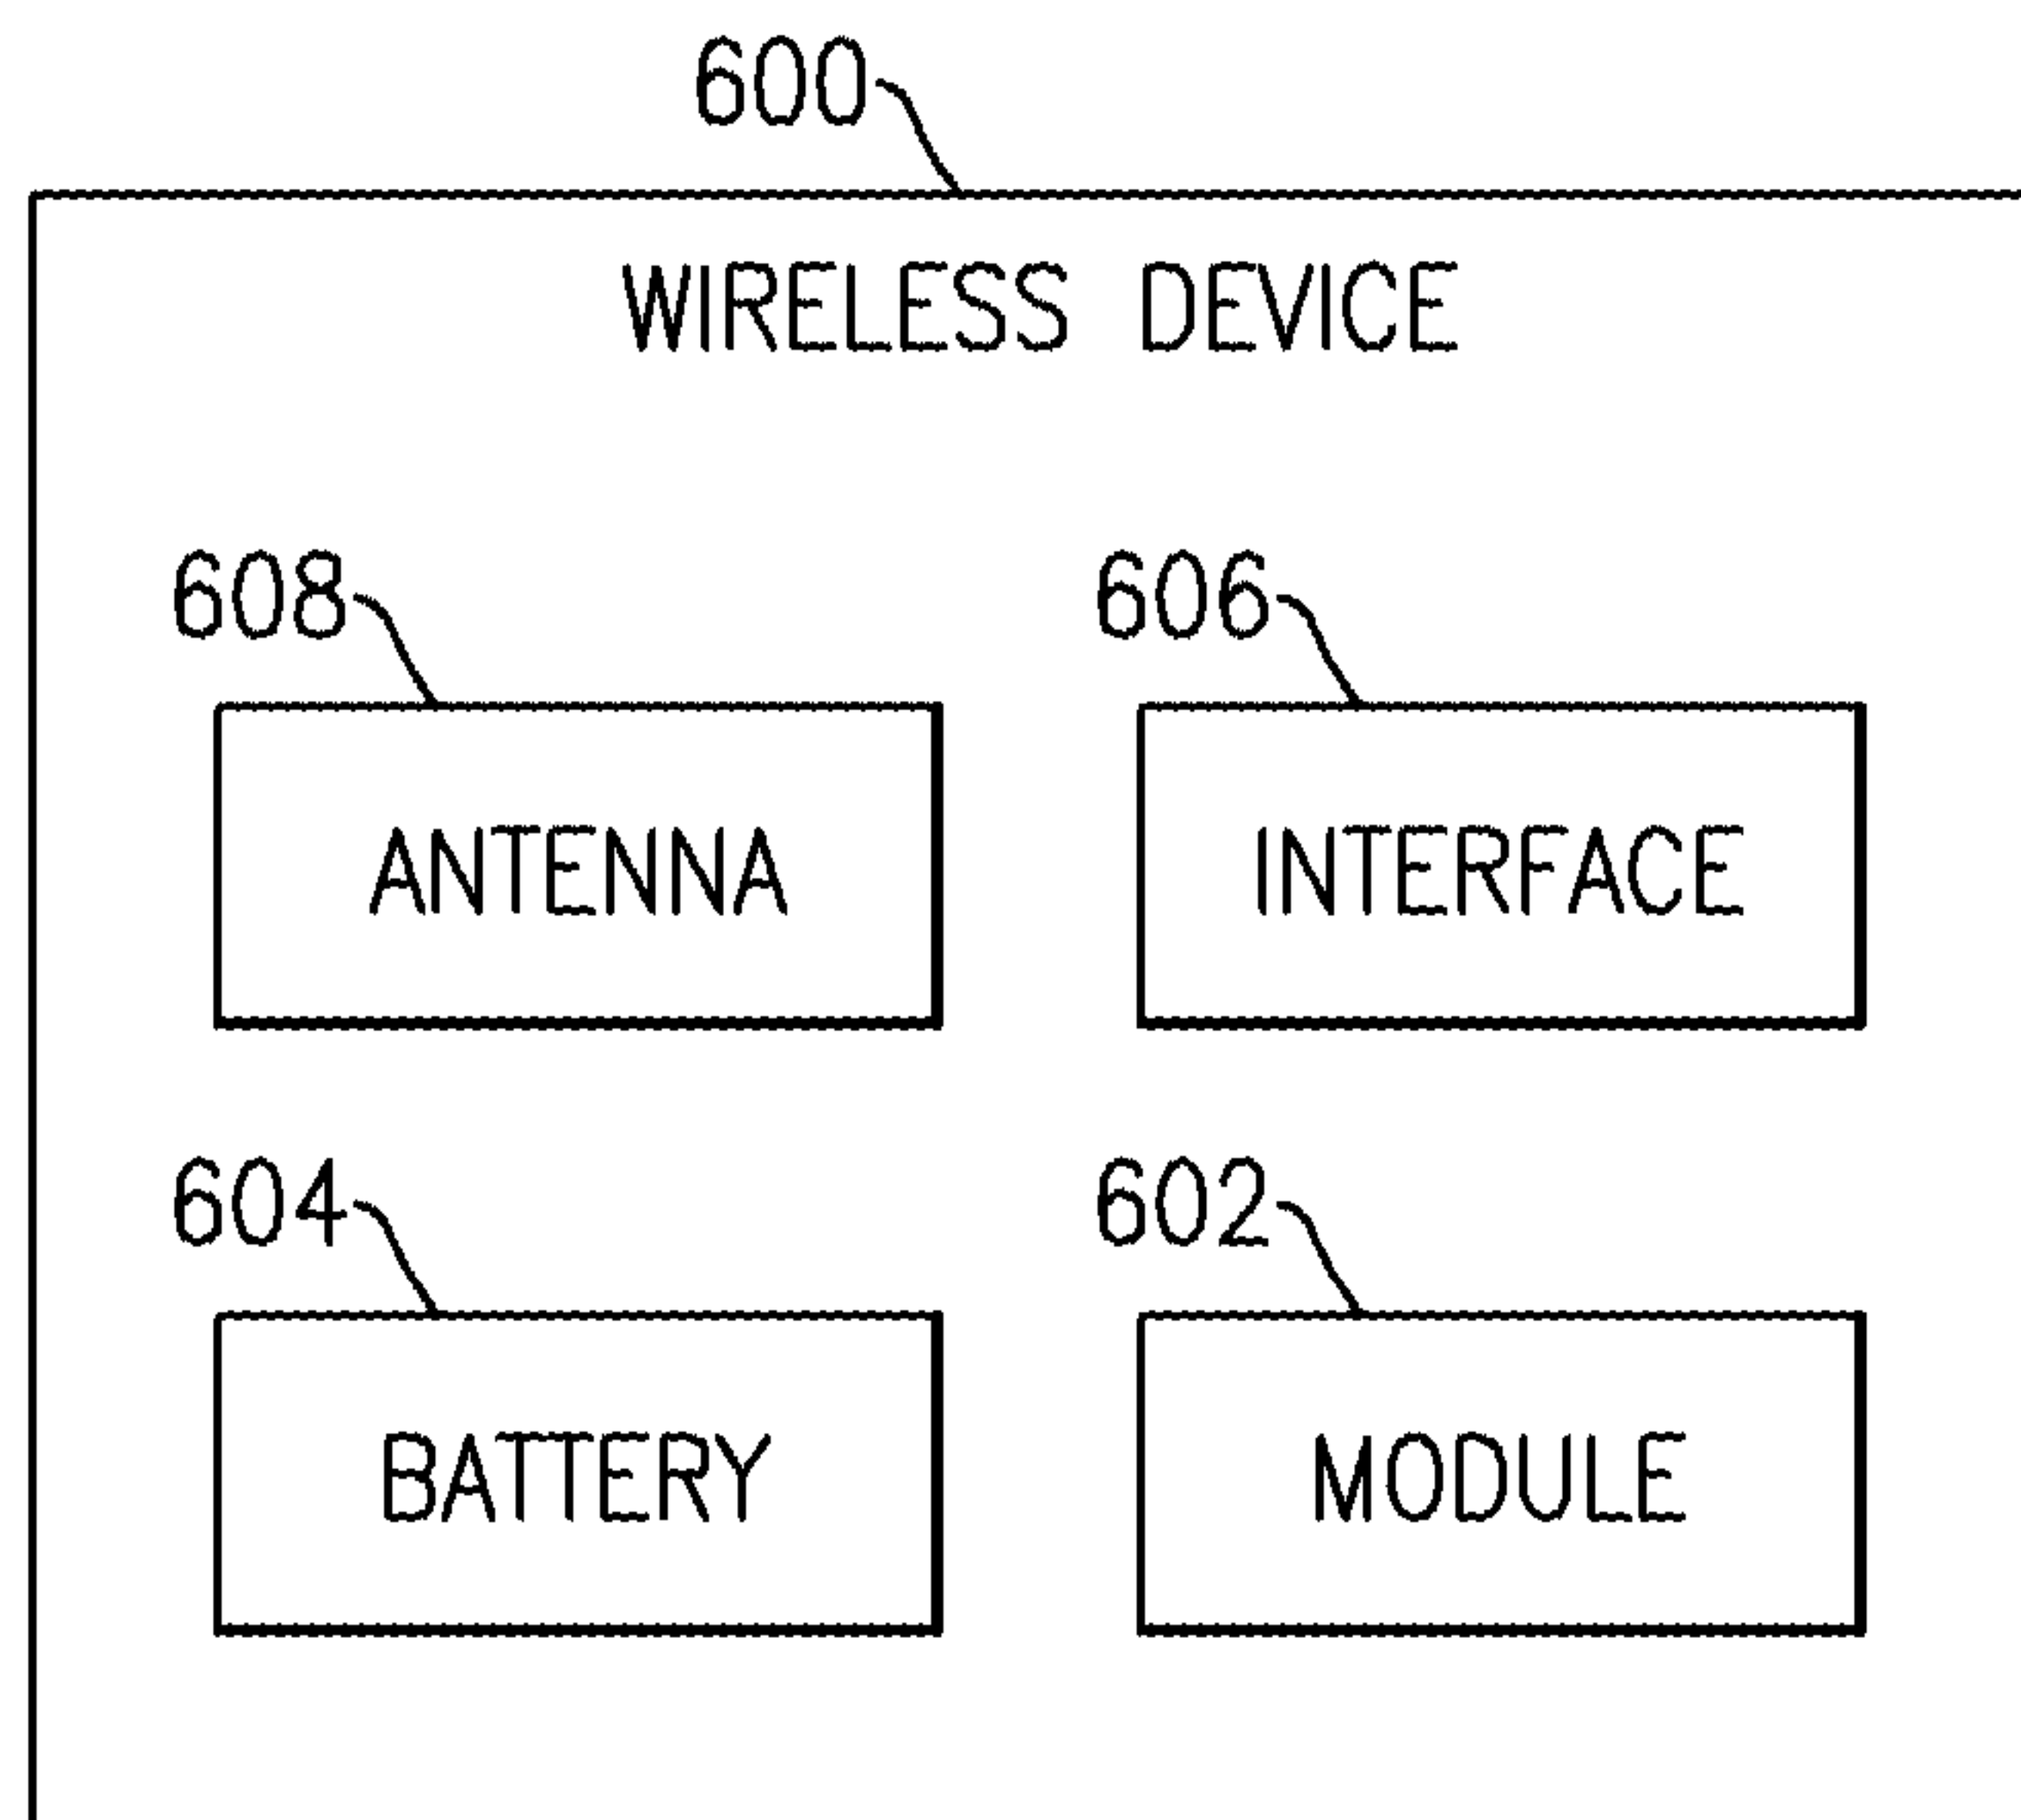 600
WIRELESS DEVICE
608 606
ANTENNA INTERFACE
604 602
BATTERY MODULE